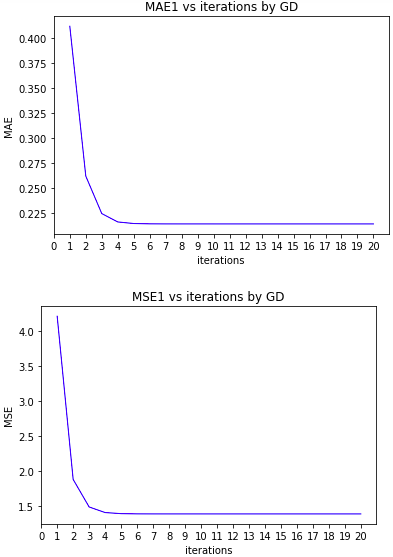 MAE1 vs iterations by GD
0.400
0.375
0.350
0.325
0.300
0.275
0.250
0.225
MAE
0 1 2 3 4 5 6 7 8 9 10 11 12 13 14 15 16 17 18 19 20
iterations
MSE1 vs iterations by GD
4.0
3.5
3.0
2.5
2.0
1.5
MSE
0 1 2 3 4 5 6 7 8 9 10 11 12 13 14 15 16 17 18 19 20
iterations